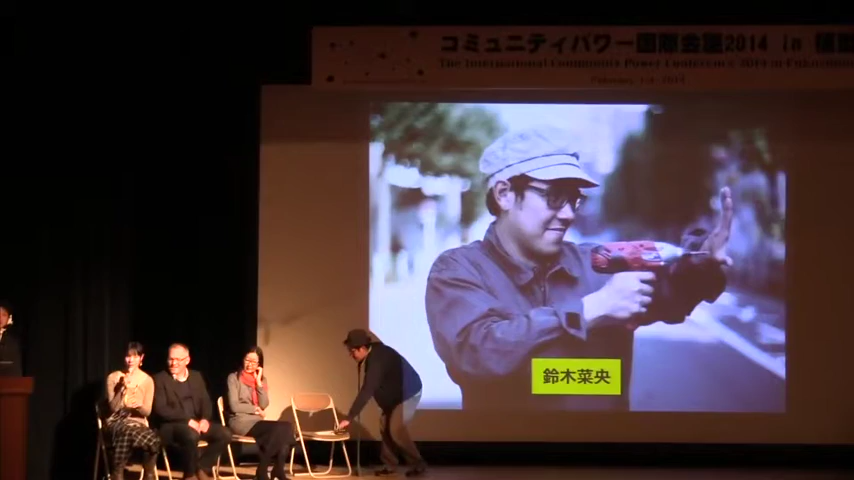 コミュニティパワー国際会議2014 in 福島
The International Community Power Conference 2014 in Fukushima
鈴木菜央